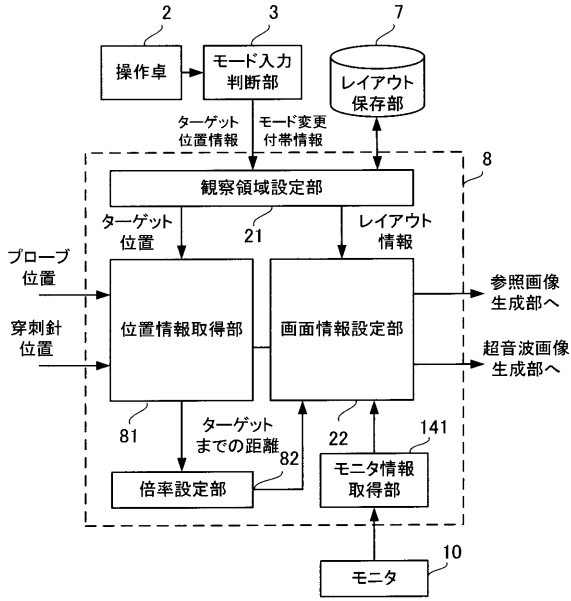 2
3
7
操作卓
モード入力
判断部
レイアウト
保存部
ターゲット
位置情報
モード変更
付帯情報
8
観察領域設定部
21
ターゲット
位置
レイアウト
情報
プローブ
位置
穿刺針
位置
位置情報取得部
画面情報設定部
参照画像
生成部へ
超音波画像
生成部へ
81
22
ターゲット
までの距離
82
141
倍率設定部
モニタ情報
取得部
10
モニタ